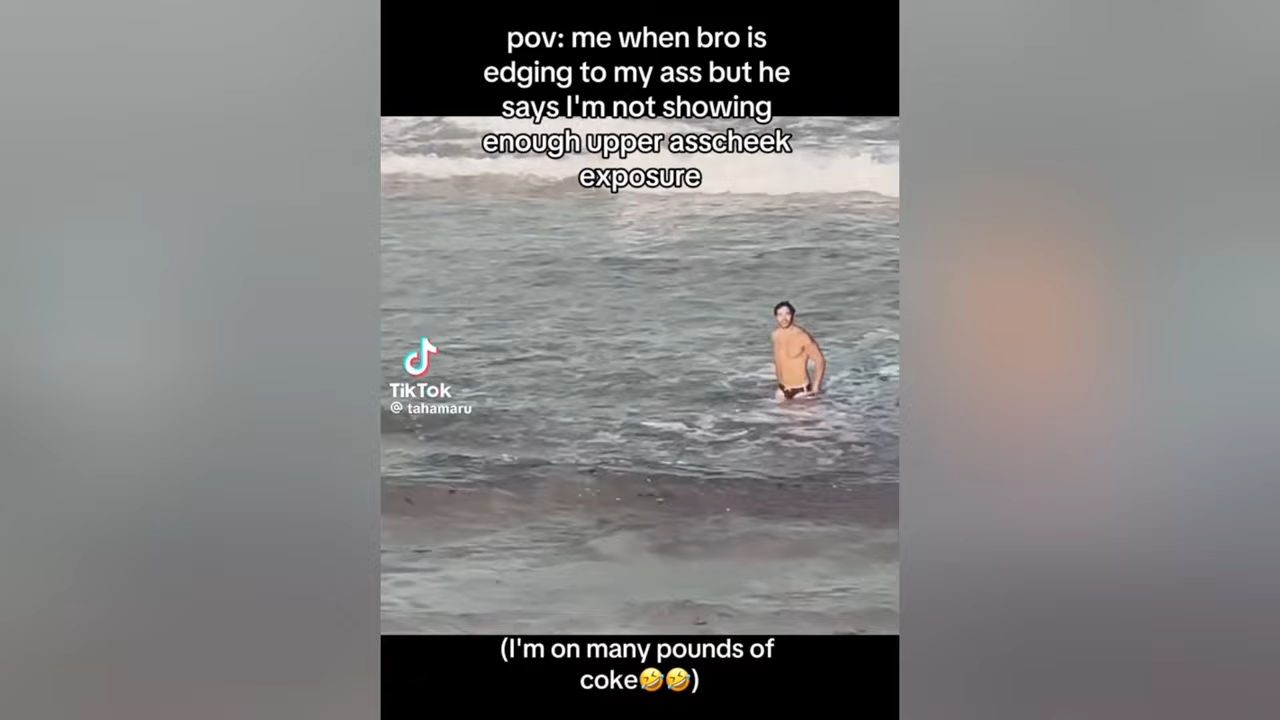 pov: me when bro is
edging to my ass but he
says I'm not showing
enough upper asscheek
exposure
TikTok
@ tahamaru
(I'm on many pounds of
coke🤣🤣)